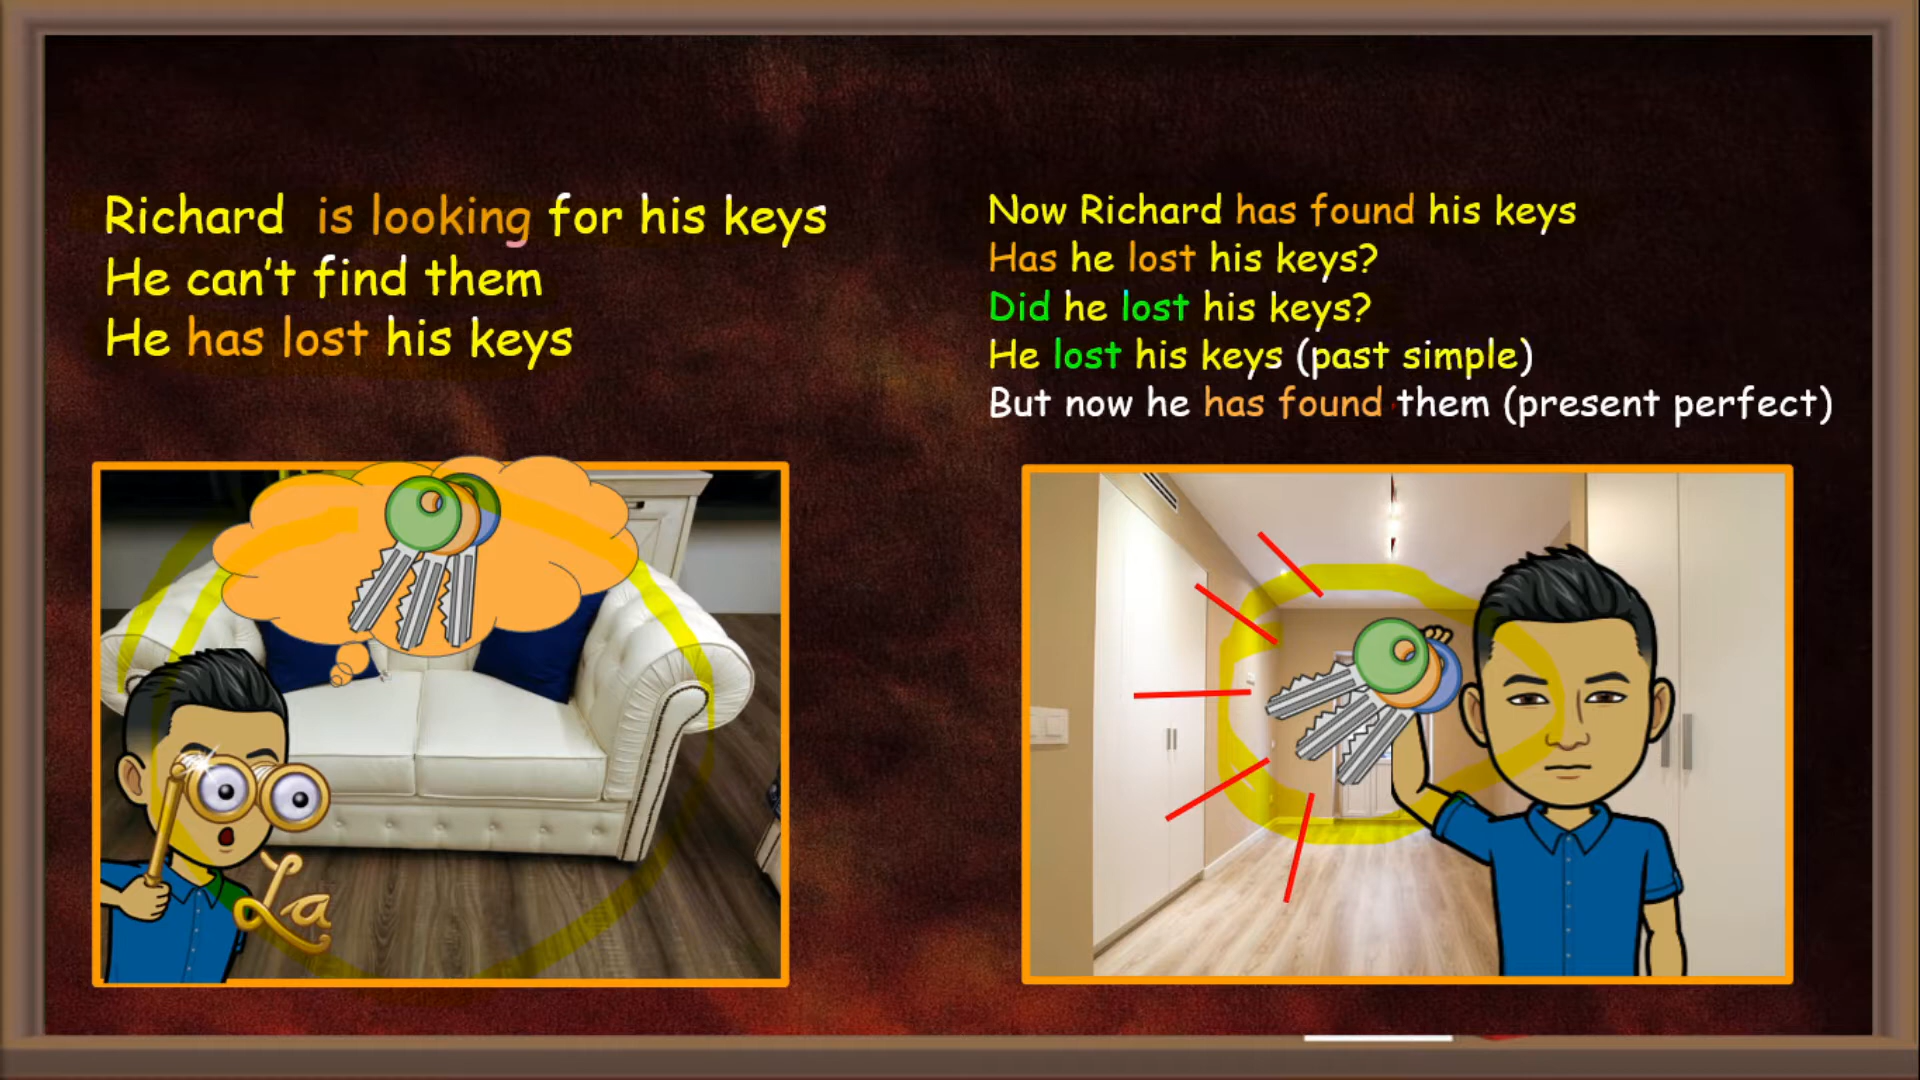 Richard is looking for his keys
He can't find them
He has lost his keys
Now Richard has found his keys
Has he lost his keys?
Did he lost his keys?
He lost his keys (past simple)
But now he has found them (present perfect)
La